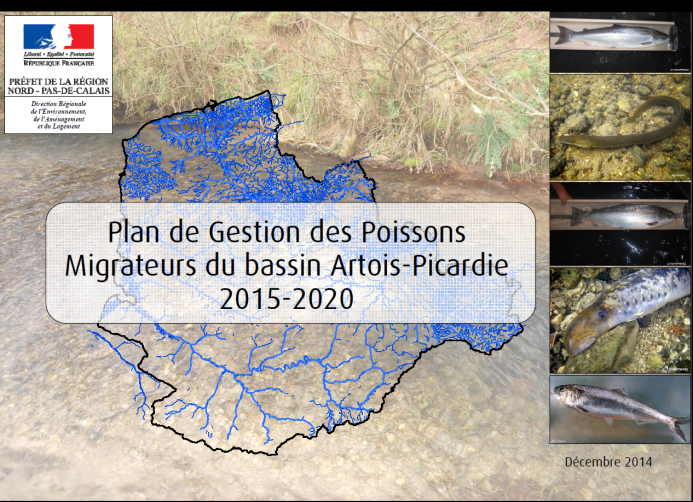 Liberté • Égalité • Fraternité
RÉPUBLIQUE FRANÇAISE
PRÉFET DE LA RÉGION
NORD - PAS-DE-CALAIS
Direction Régionale
de l'Environnement,
de l'Aménagement
et du Logement
Plan de Gestion des Poissons
Migrateurs du bassin Artois-Picardie
2015-2020
Décembre 2014